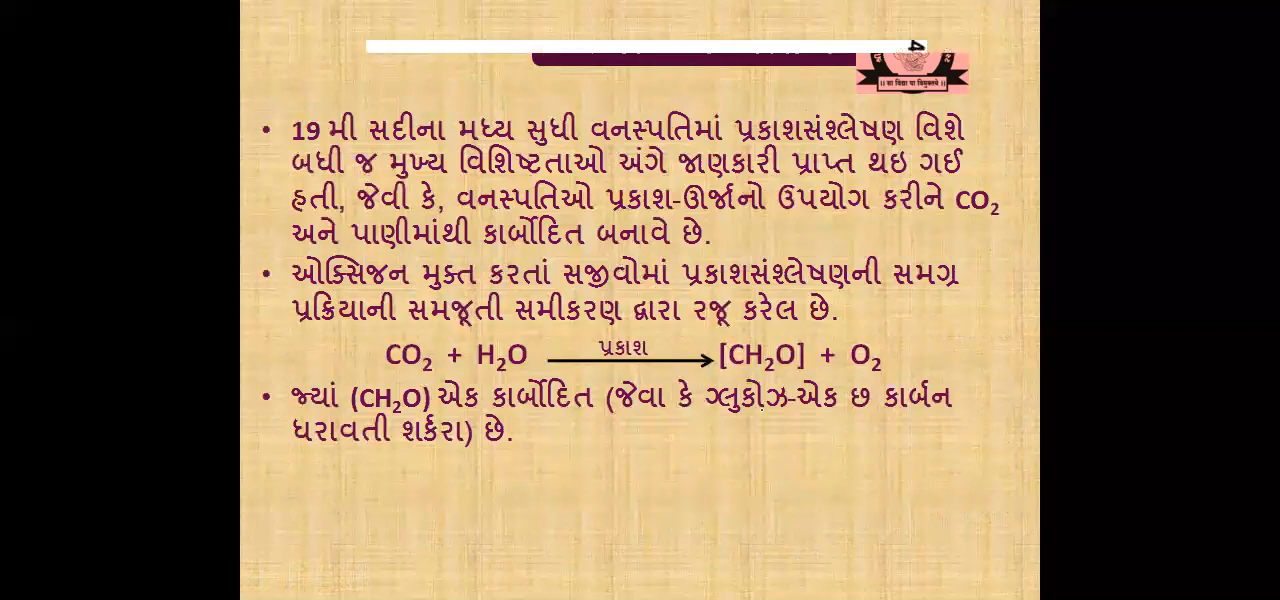 4
|| सा विद्या या विमुक्तये ||
• 19 મી સદીના મધ્ય સુધી વનસ્પતિમાં પ્રકાશસંશ્લેષણ વિશે
બધી જ મુખ્ય વિશિષ્ટતાઓ અંગે જાણકારી પ્રાપ્ત થઇ ગઈ
હતી, જેવી કે, વનસ્પતિઓ પ્રકાશ-ઊર્જાનો ઉપયોગ કરીને CO₂
અને પાણીમાંથી કાર્બોદિત બનાવે છે.
• ઓક્સિજન મુક્ત કરતાં સજીવોમાં પ્રકાશસંશ્લેષણની સમગ્ર
પ્રક્રિયાની સમજૂતી સમીકરણ દ્વારા રજૂ કરેલ છે.
પ્રકાશ
CO₂ + H₂O ⟶ [CH₂O] + O₂
• જ્યાં (CH₂O) એક કાર્બોદિત (જેવા કે ગ્લુકોઝ-એક છ કાર્બન
ધરાવતી શર્કરા) છે.